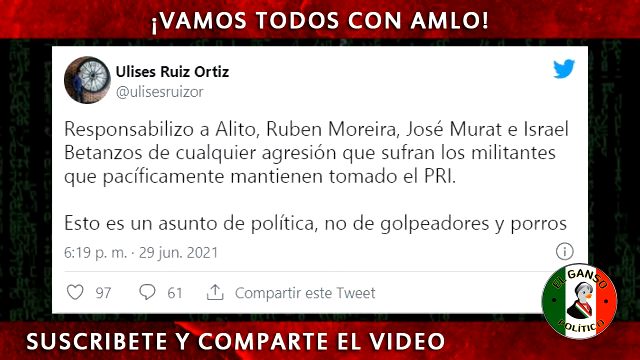 ¡VAMOS TODOS CON AMLO!
Ulises Ruiz Ortiz
@ulisesruizor
Responsabilizo a Alito, Ruben Moreira, José Murat e Israel
Betanzos de cualquier agresión que sufran los militantes
que pacíficamente mantienen tomado el PRI.
Esto es un asunto de política, no de golpeadores y porros
6:19 p. m. · 29 jun. 2021
97
61
Compartir este Tweet
EL GANSO
POLÍTICO
SUSCRIBETE Y COMPARTE EL VIDEO